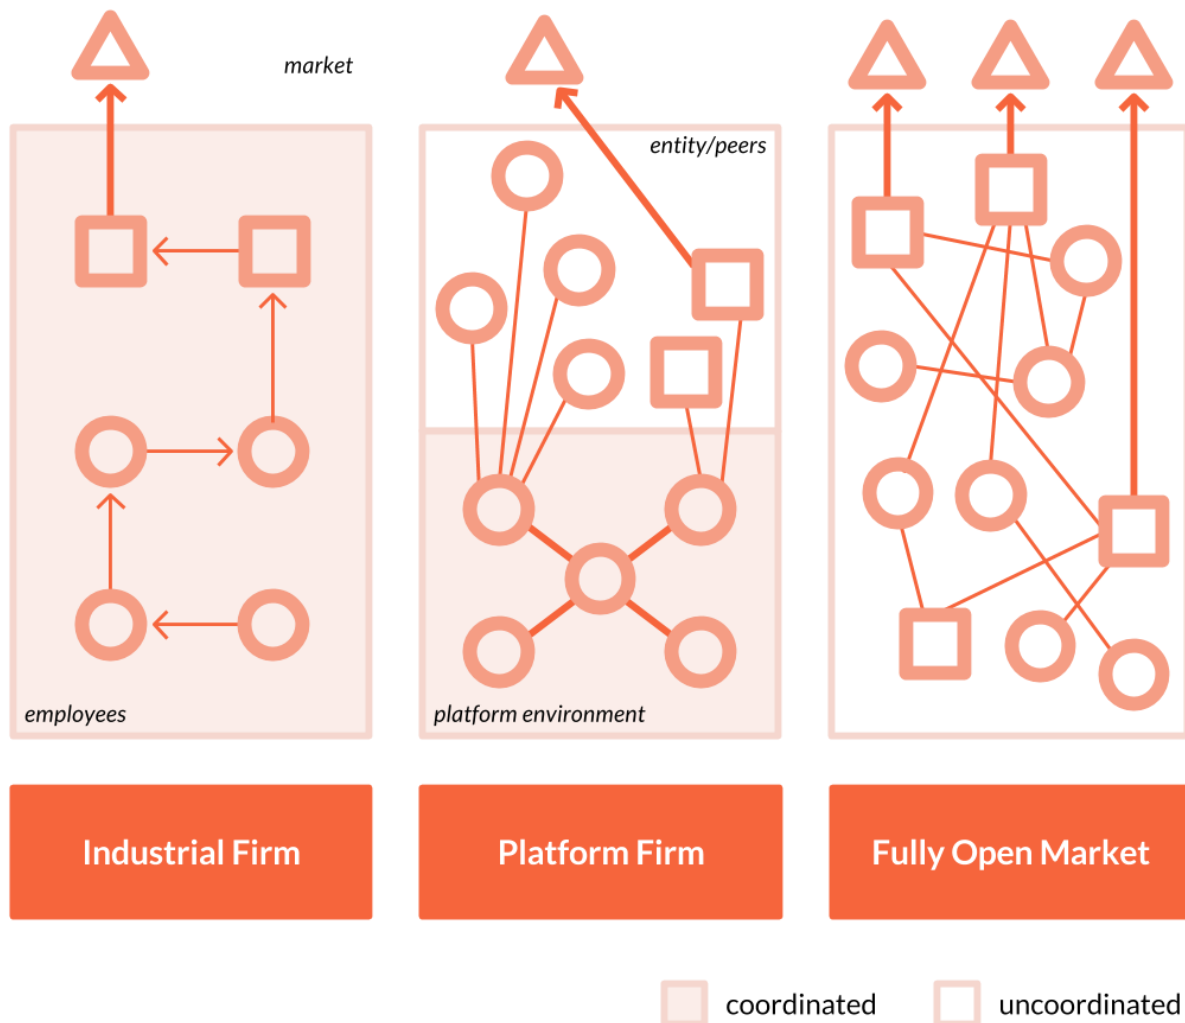 market
entity/peers
employees
platform environment
Industrial Firm
Platform Firm
Fully Open Market
coordinated
uncoordinated